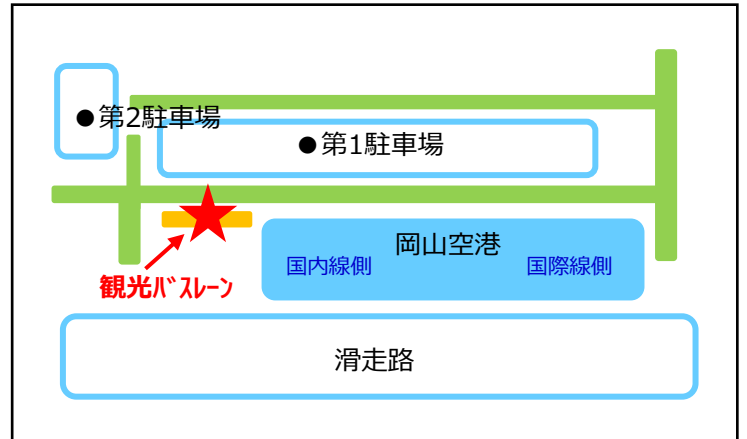 ●第2駐車場
●第1駐車場
岡山空港
国内線側
国際線側
観光ﾊﾞｽﾚｰﾝ
滑走路